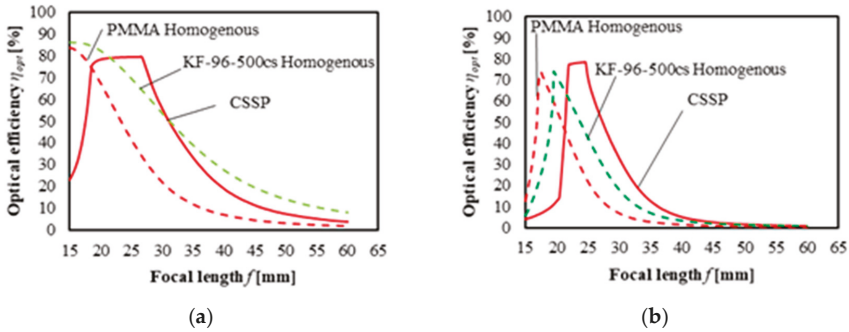 Optical efficiency ηopt [%]
100
90
80
70
60
50
40
30
20
10
0
PMMA Homogenous
KF-96-500cs Homogenous
CSSP
15 20 25 30 35 40 45 50 55 60 65
Focal length f [mm]
(a)
Optical efficiency ηopt [%]
100
90
80
70
60
50
40
30
20
10
0
PMMA Homogenous
KF-96-500cs Homogenous
CSSP
15 20 25 30 35 40 45 50 55 60 65
Focal length f [mm]
(b)